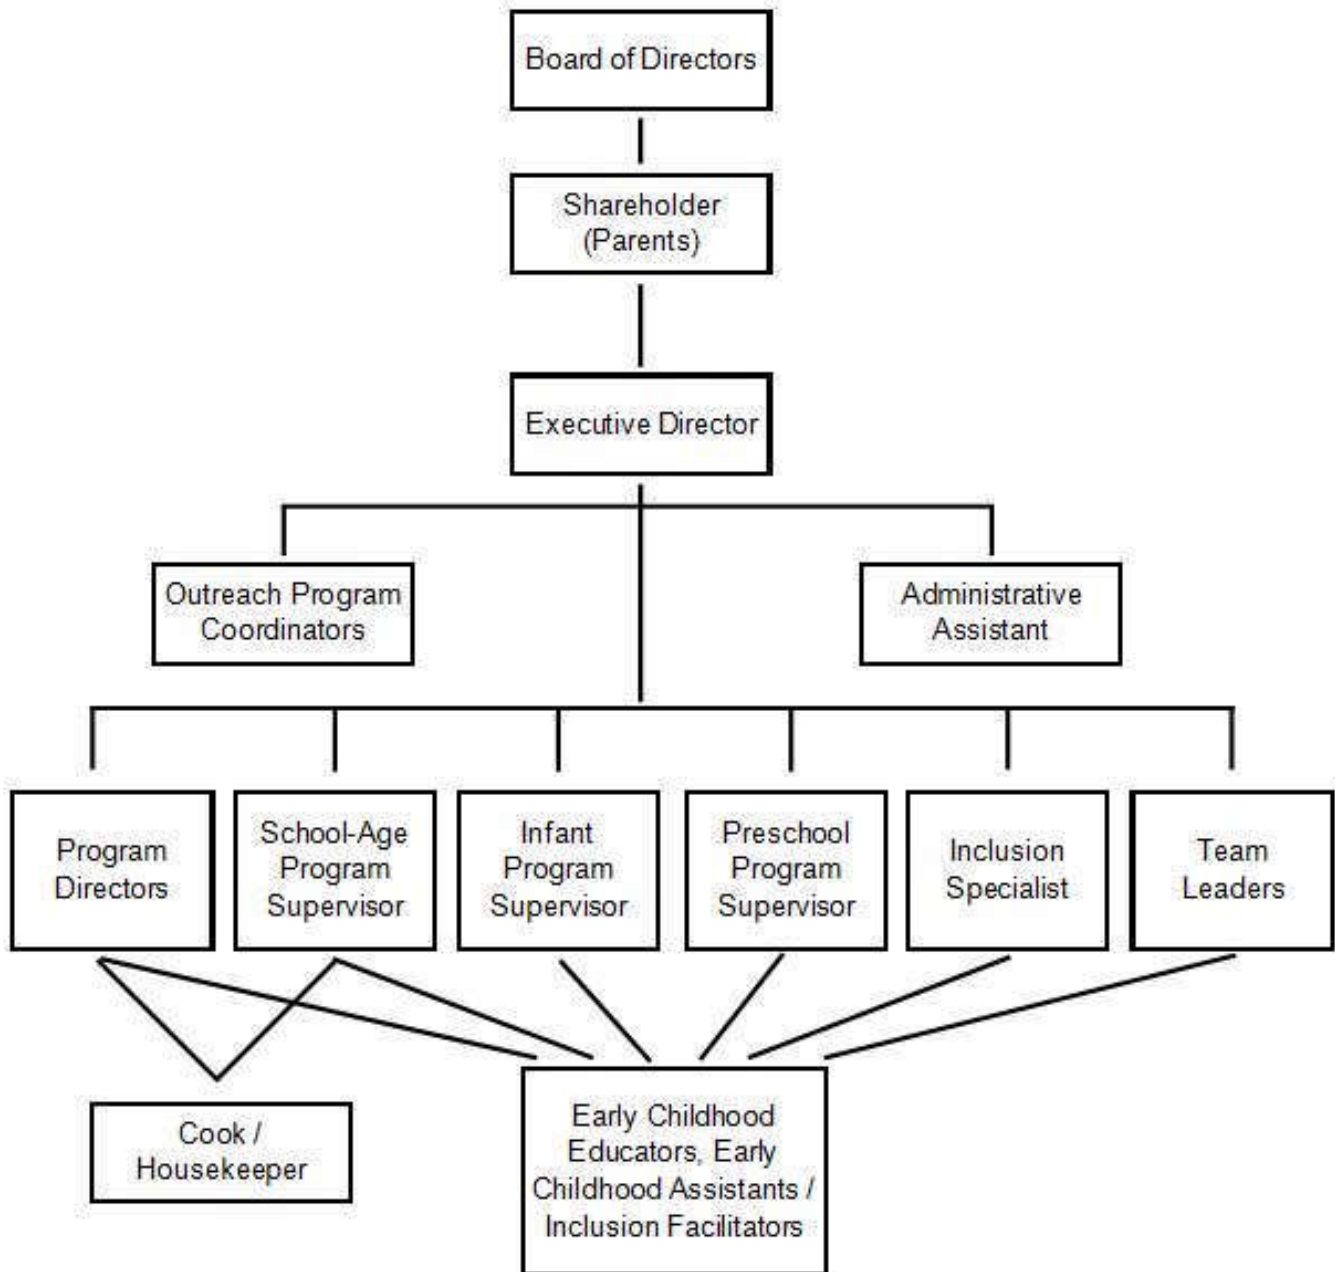 Board of Directors
Shareholder
(Parents)
Executive Director
Outreach Program
Coordinators
Administrative
Assistant
Program
Directors
School-Age
Program
Supervisor
Infant
Program
Supervisor
Preschool
Program
Supervisor
Inclusion
Specialist
Team
Leaders
Cook /
Housekeeper
Early Childhood
Educators, Early
Childhood Assistants /
Inclusion Facilitators